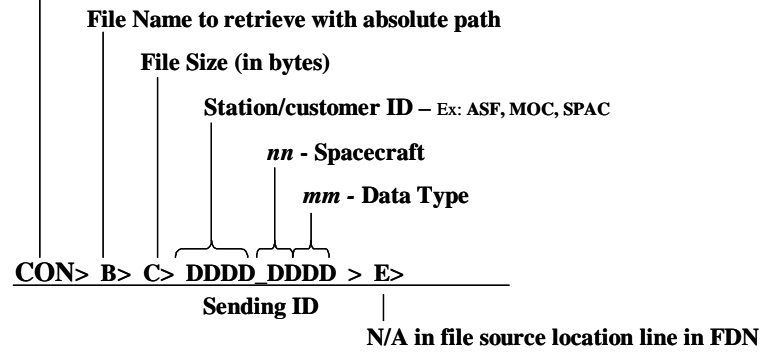 File Name to retrieve with absolute path
File Size (in bytes)
Station/customer ID – Ex: ASF, MOC, SPAC
nn - Spacecraft
mm - Data Type
CON> B> C> DDDD_DDDD > E>
Sending ID
N/A in file source location line in FDN